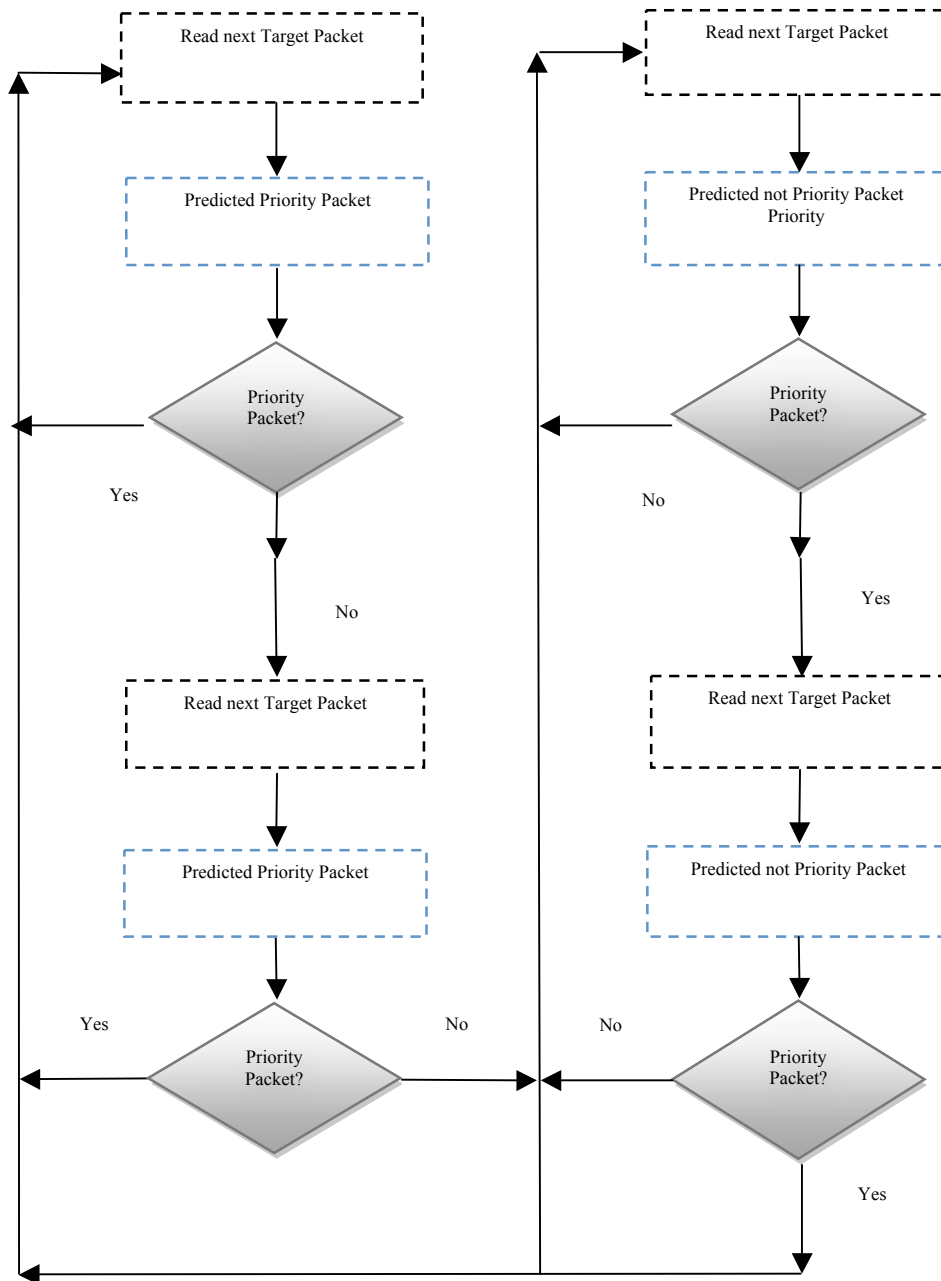 Read next Target Packet
Predicted Priority Packet
Priority
Packet?
Yes
No
Read next Target Packet
Predicted Priority Packet
Yes
No
Priority
Packet?
Read next Target Packet
Predicted not Priority Packet
Priority
Priority
Packet?
No
Yes
Read next Target Packet
Predicted not Priority Packet
No
Priority
Packet?
Yes